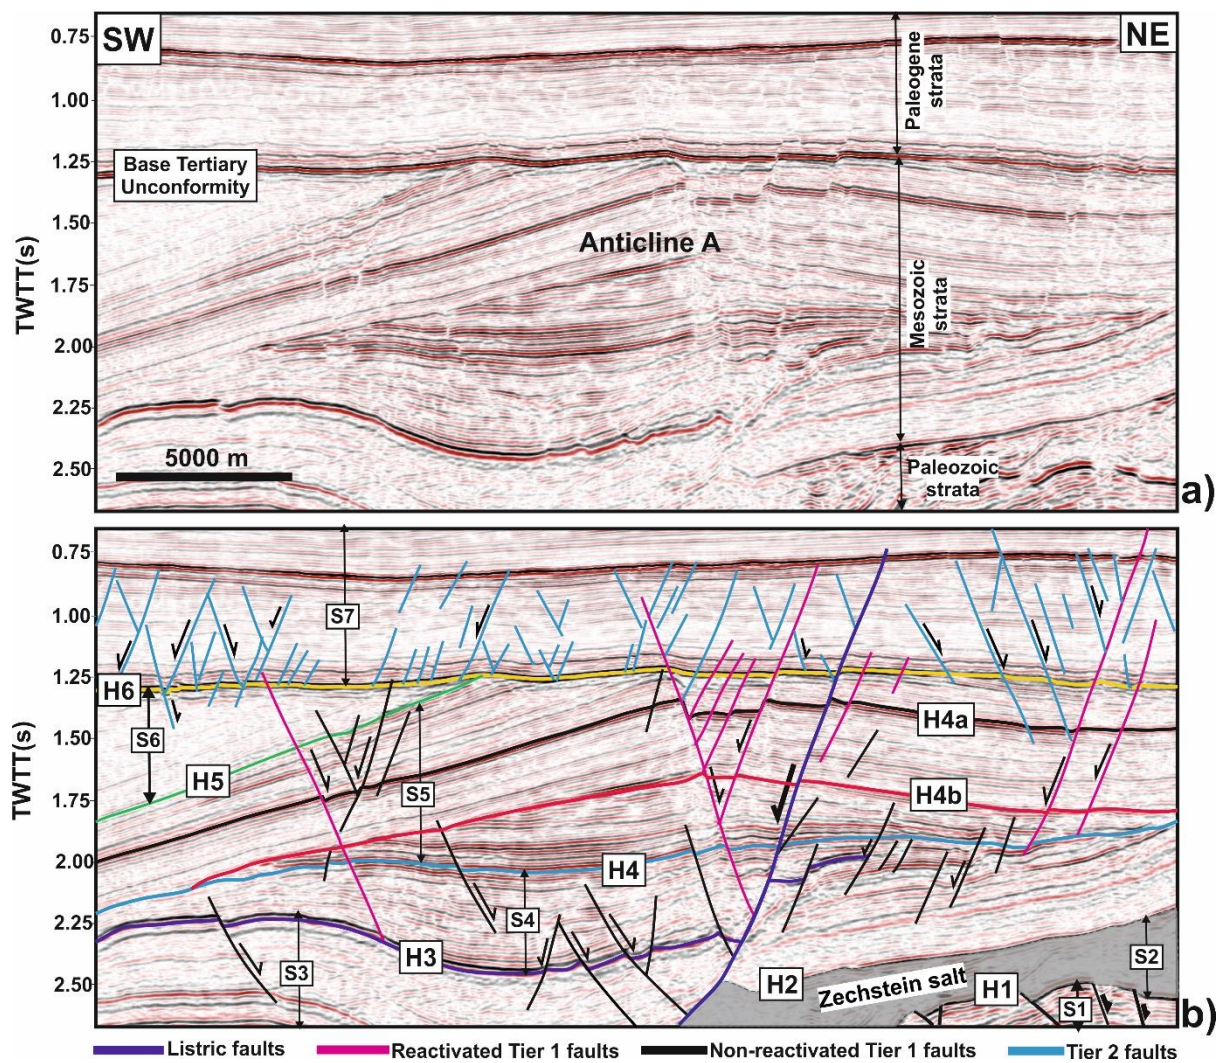 SW
NE
0.75
1.00
1.25
1.50
1.75
2.00
2.25
2.50
TWTT(s)
Paleogene
strata
Base Tertiary
Unconformity
Anticline A
Mesozoic
strata
5000 m
Paleozoic
strata
a)
0.75
1.00
1.25
1.50
1.75
2.00
2.25
2.50
TWTT(s)
S7
H6
S6
H5
S5
H4a
H4b
H4
S4
H3
S3
H2
Zechstein salt
H1
S2
S1
b)
Listric faults
Reactivated Tier 1 faults
Non-reactivated Tier 1 faults
Tier 2 faults